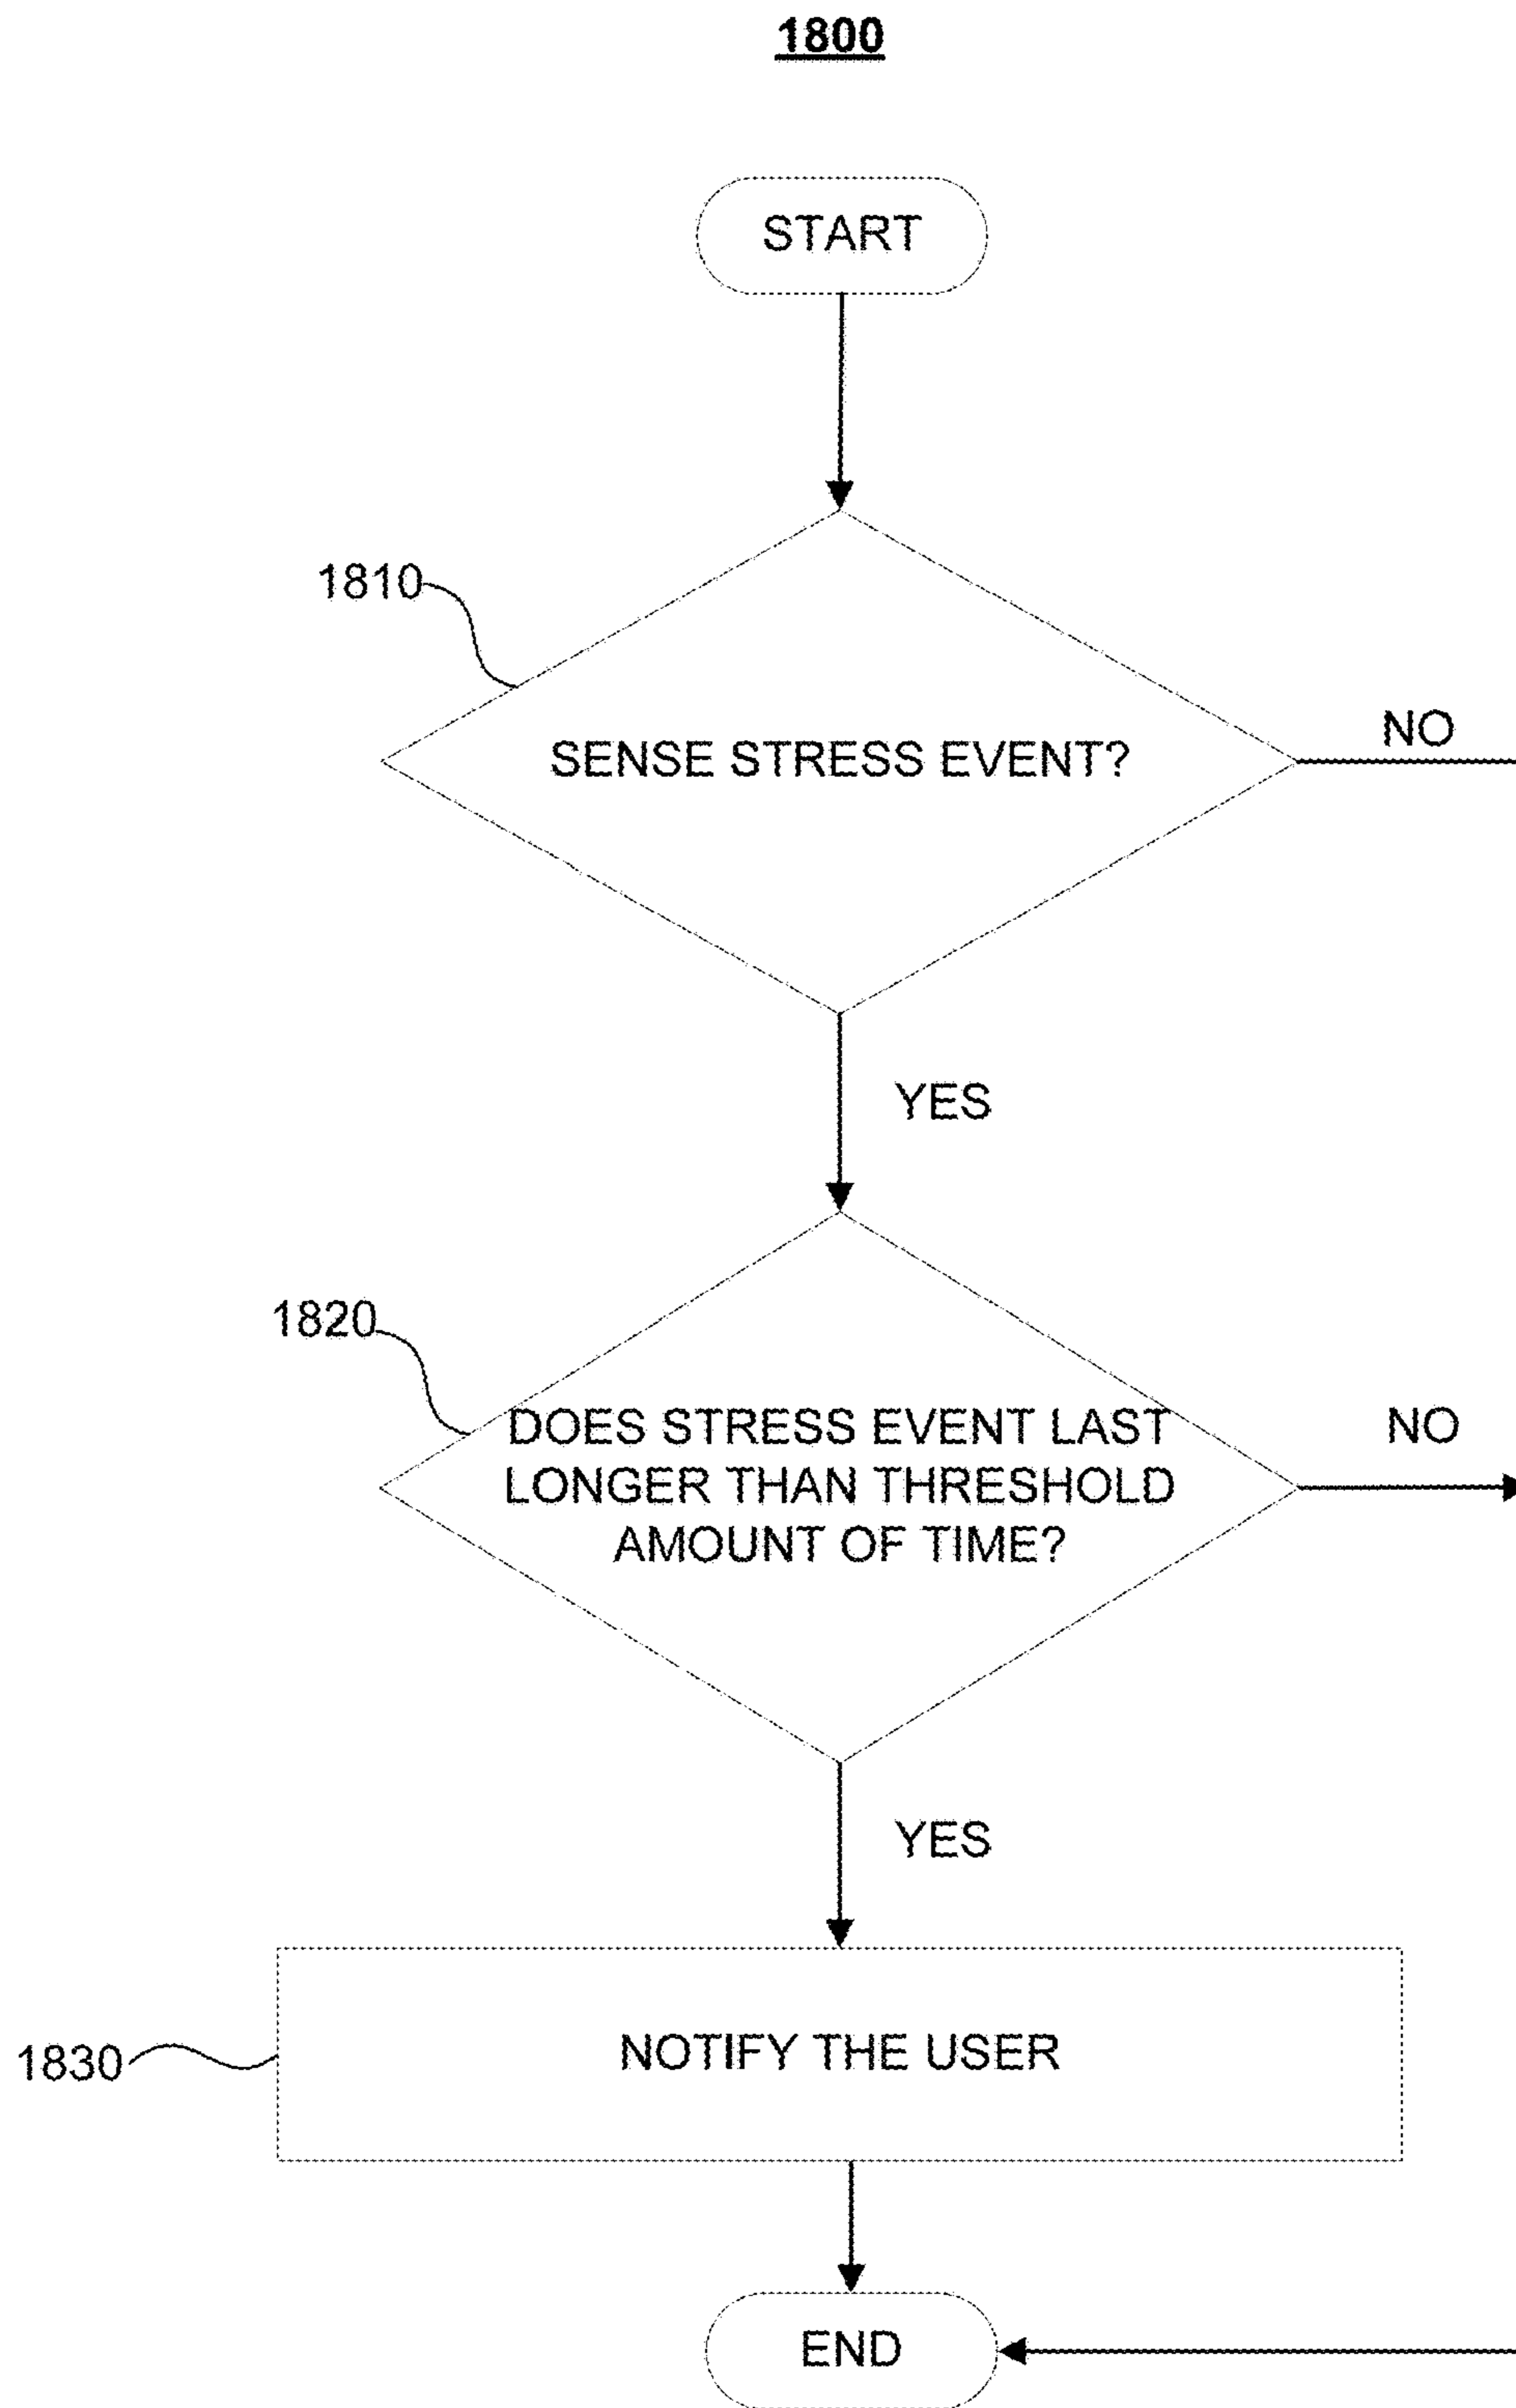 1800
START
1810
SENSE STRESS EVENT?
NO
YES
1820
DOES STRESS EVENT LAST
LONGER THAN THRESHOLD
AMOUNT OF TIME?
NO
YES
1830
NOTIFY THE USER
END